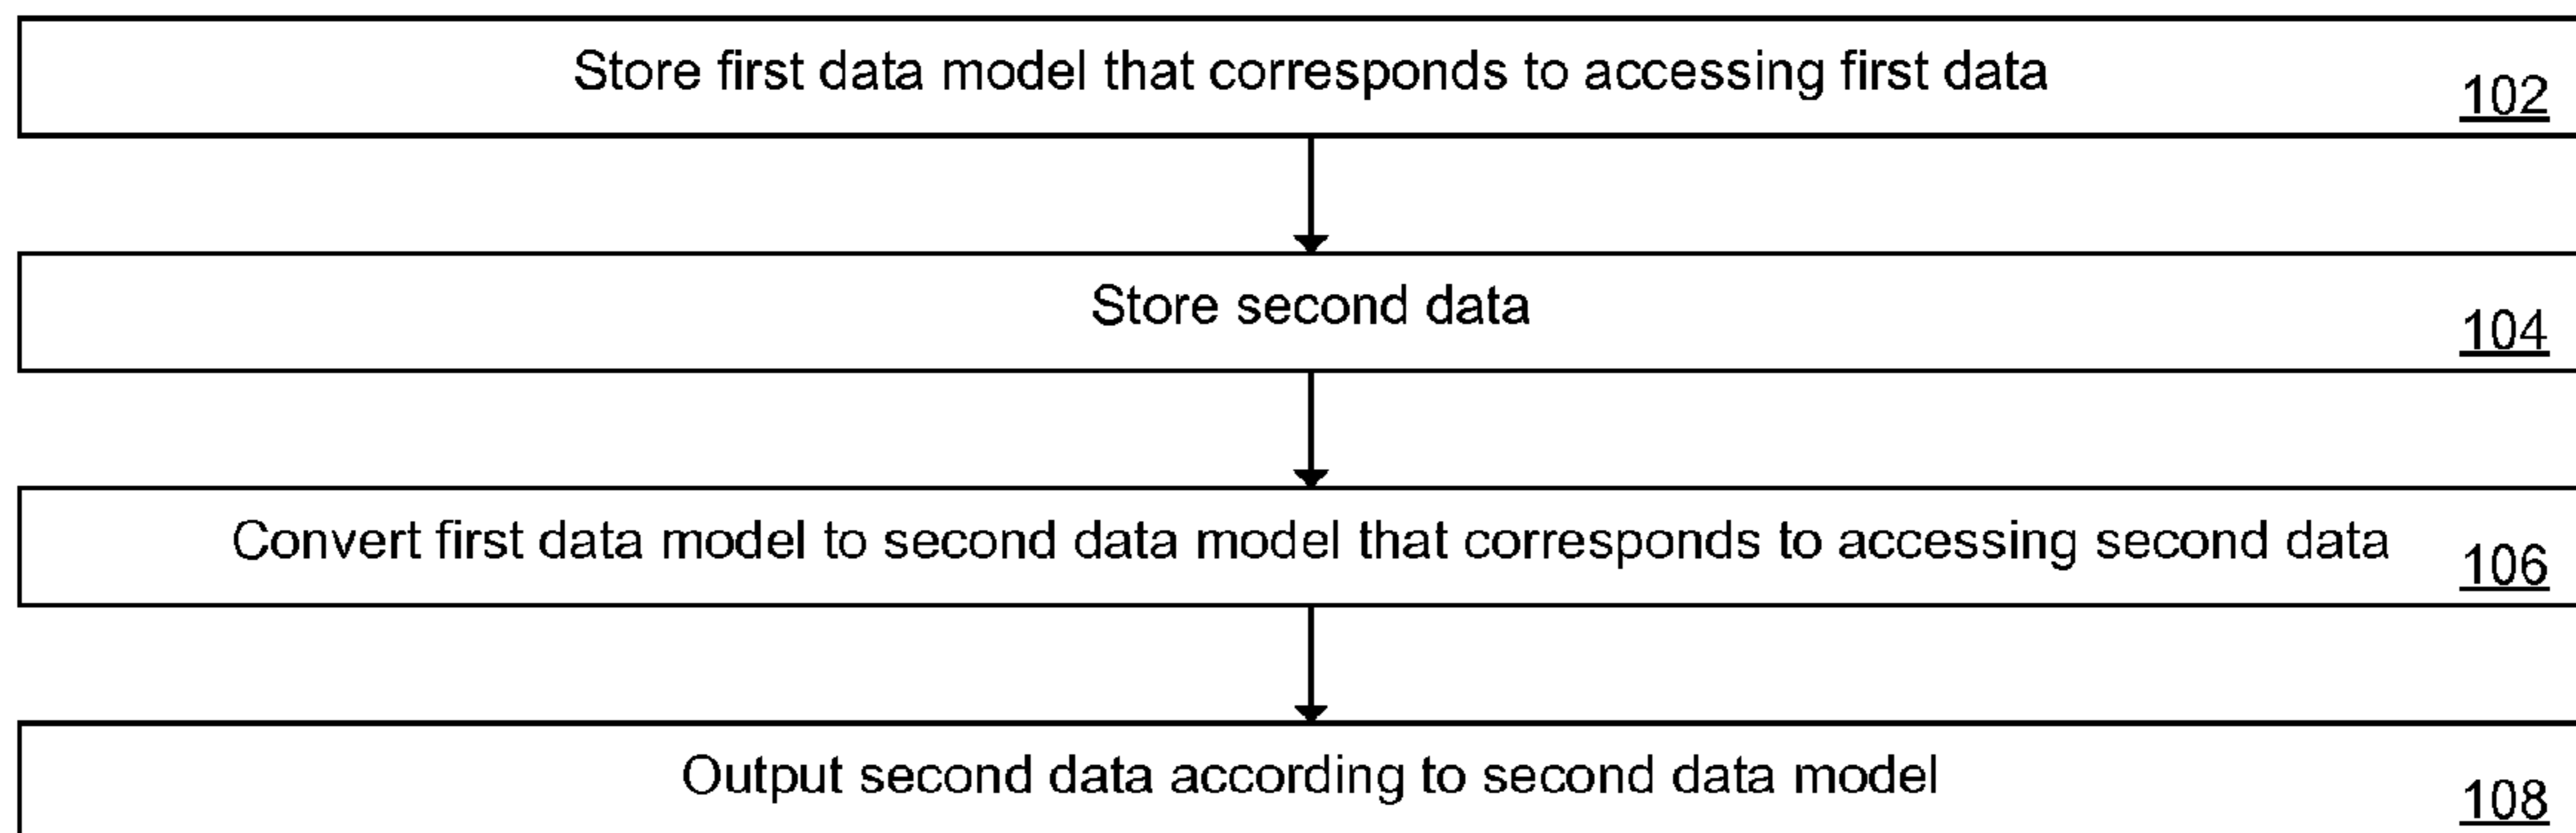 Store first data model that corresponds to accessing first data
102
Store second data
104
Convert first data model to second data model that corresponds to accessing second data
106
Output second data according to second data model
108